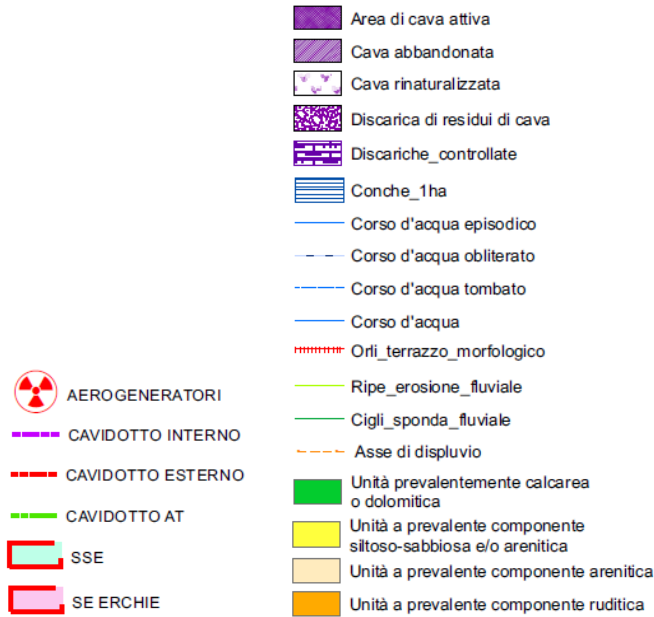 Area di cava attiva
Cava abbandonata
Cava rinaturalizzata
Discarica di residui di cava
Discariche_controllate
Conche_1ha
Corso d'acqua episodico
Corso d'acqua obliterato
Corso d'acqua tombato
Corso d'acqua
Orli_terrazzo_morfologico
Ripe_erosione_fluviale
Cigli_sponda_fluviale
Asse di displuvio
Unità prevalentemente calcarea
o dolomitica
Unità a prevalente componente
siltoso-sabbiosa e/o arenitica
Unità a prevalente componente arenitica
Unità a prevalente componente ruditica
AEROGENERATORI
CAVIDOTTO INTERNO
CAVIDOTTO ESTERNO
CAVIDOTTO AT
SSE
SE ERCHIE